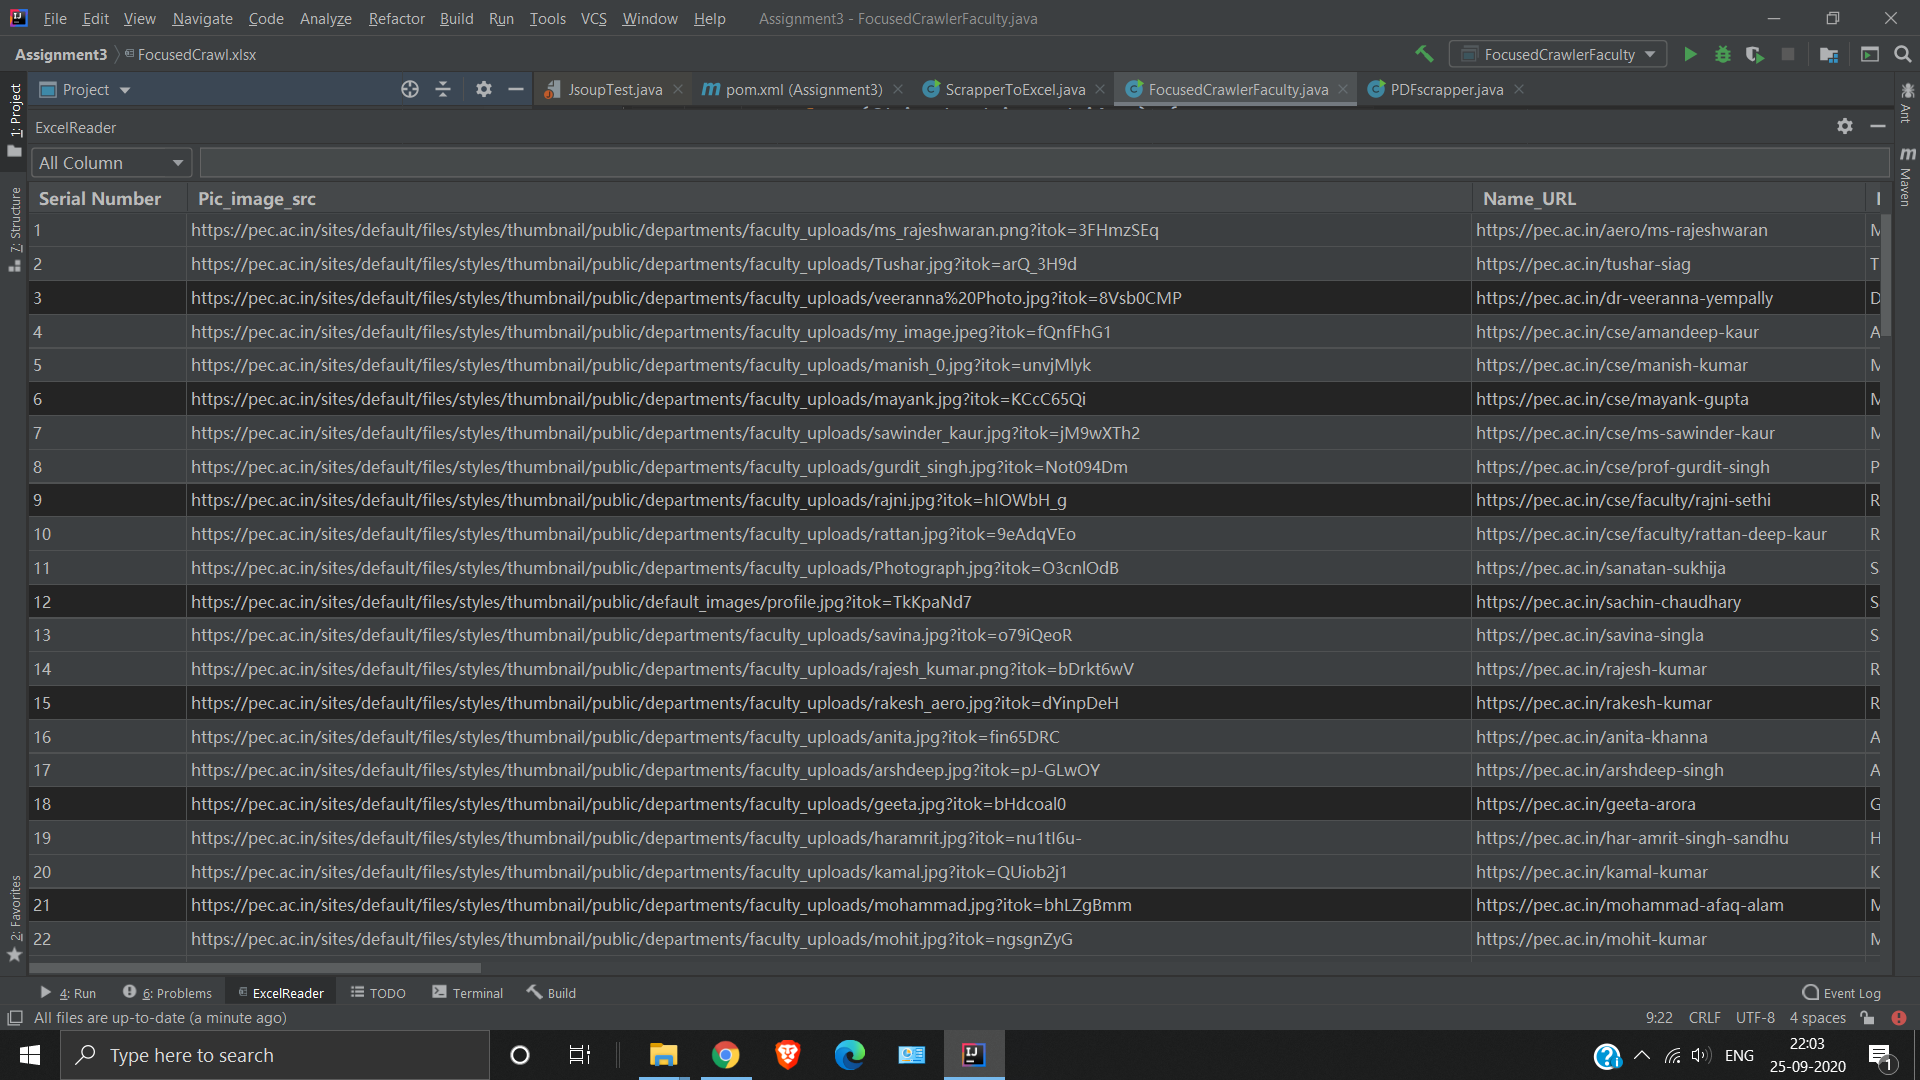 File Edit View Navigate Code Analyze Refactor Build Run Tools VCS Window Help Assignment3 - FocusedCrawlerFaculty.java
Assignment3 FocusedCrawl.xlsx FocusedCrawlerFaculty
Project JsoupTest.java pom.xml (Assignment3) ScrapperToExcel.java FocusedCrawlerFaculty.java PDFscrapper.java
1: Project
Ant
ExcelReader
All Column
Maven
7: Structure
Serial Number Pic_image_src Name_URL
1 https://pec.ac.in/sites/default/files/styles/thumbnail/public/departments/faculty_uploads/ms_rajeshwaran.png?itok=3FHmzSEq https://pec.ac.in/aero/ms-rajeshwaran M
2 https://pec.ac.in/sites/default/files/styles/thumbnail/public/departments/faculty_uploads/Tushar.jpg?itok=arQ_3H9d https://pec.ac.in/tushar-siag T
3 https://pec.ac.in/sites/default/files/styles/thumbnail/public/departments/faculty_uploads/veeranna%20Photo.jpg?itok=8Vsb0CMP https://pec.ac.in/dr-veeranna-yempally D
4 https://pec.ac.in/sites/default/files/styles/thumbnail/public/departments/faculty_uploads/my_image.jpeg?itok=fQnfFhG1 https://pec.ac.in/cse/amandeep-kaur A
5 https://pec.ac.in/sites/default/files/styles/thumbnail/public/departments/faculty_uploads/manish_0.jpg?itok=unvjMlyk https://pec.ac.in/cse/manish-kumar M
6 https://pec.ac.in/sites/default/files/styles/thumbnail/public/departments/faculty_uploads/mayank.jpg?itok=KCcC65Qi https://pec.ac.in/cse/mayank-gupta M
7 https://pec.ac.in/sites/default/files/styles/thumbnail/public/departments/faculty_uploads/sawinder_kaur.jpg?itok=jM9wXTh2 https://pec.ac.in/cse/ms-sawinder-kaur M
8 https://pec.ac.in/sites/default/files/styles/thumbnail/public/departments/faculty_uploads/gurdit_singh.jpg?itok=Not094Dm https://pec.ac.in/cse/prof-gurdit-singh P
9 https://pec.ac.in/sites/default/files/styles/thumbnail/public/departments/faculty_uploads/rajni.jpg?itok=hIOWbH_g https://pec.ac.in/cse/faculty/rajni-sethi R
10 https://pec.ac.in/sites/default/files/styles/thumbnail/public/departments/faculty_uploads/rattan.jpg?itok=9eAdqVEo https://pec.ac.in/cse/faculty/rattan-deep-kaur R
11 https://pec.ac.in/sites/default/files/styles/thumbnail/public/departments/faculty_uploads/Photograph.jpg?itok=O3cnlOdB https://pec.ac.in/sanatan-sukhija S
12 https://pec.ac.in/sites/default/files/styles/thumbnail/public/default_images/profile.jpg?itok=TkKpaNd7 https://pec.ac.in/sachin-chaudhary S
13 https://pec.ac.in/sites/default/files/styles/thumbnail/public/departments/faculty_uploads/savina.jpg?itok=o79iQeoR https://pec.ac.in/savina-singla S
14 https://pec.ac.in/sites/default/files/styles/thumbnail/public/departments/faculty_uploads/rajesh_kumar.png?itok=bDrkt6wV https://pec.ac.in/rajesh-kumar R
15 https://pec.ac.in/sites/default/files/styles/thumbnail/public/departments/faculty_uploads/rakesh_aero.jpg?itok=dYinpDeH https://pec.ac.in/rakesh-kumar R
16 https://pec.ac.in/sites/default/files/styles/thumbnail/public/departments/faculty_uploads/anita.jpg?itok=fin65DRC https://pec.ac.in/anita-khanna A
17 https://pec.ac.in/sites/default/files/styles/thumbnail/public/departments/faculty_uploads/arshdeep.jpg?itok=pJ-GLwOY https://pec.ac.in/arshdeep-singh A
18 https://pec.ac.in/sites/default/files/styles/thumbnail/public/departments/faculty_uploads/geeta.jpg?itok=bHdcoal0 https://pec.ac.in/geeta-arora G
19 https://pec.ac.in/sites/default/files/styles/thumbnail/public/departments/faculty_uploads/haramrit.jpg?itok=nu1tI6u- https://pec.ac.in/har-amrit-singh-sandhu H
20 https://pec.ac.in/sites/default/files/styles/thumbnail/public/departments/faculty_uploads/kamal.jpg?itok=QUiob2j1 https://pec.ac.in/kamal-kumar K
21 https://pec.ac.in/sites/default/files/styles/thumbnail/public/departments/faculty_uploads/mohammad.jpg?itok=bhLZgBmm https://pec.ac.in/mohammad-afaq-alam M
22 https://pec.ac.in/sites/default/files/styles/thumbnail/public/departments/faculty_uploads/mohit.jpg?itok=ngsgnZyG https://pec.ac.in/mohit-kumar M
2: Favorites
4: Run 6: Problems ExcelReader TODO Terminal Build Event Log
All files are up-to-date (a minute ago) 9:22 CRLF UTF-8 4 spaces
Type here to search ENG 22:03
25-09-2020 1